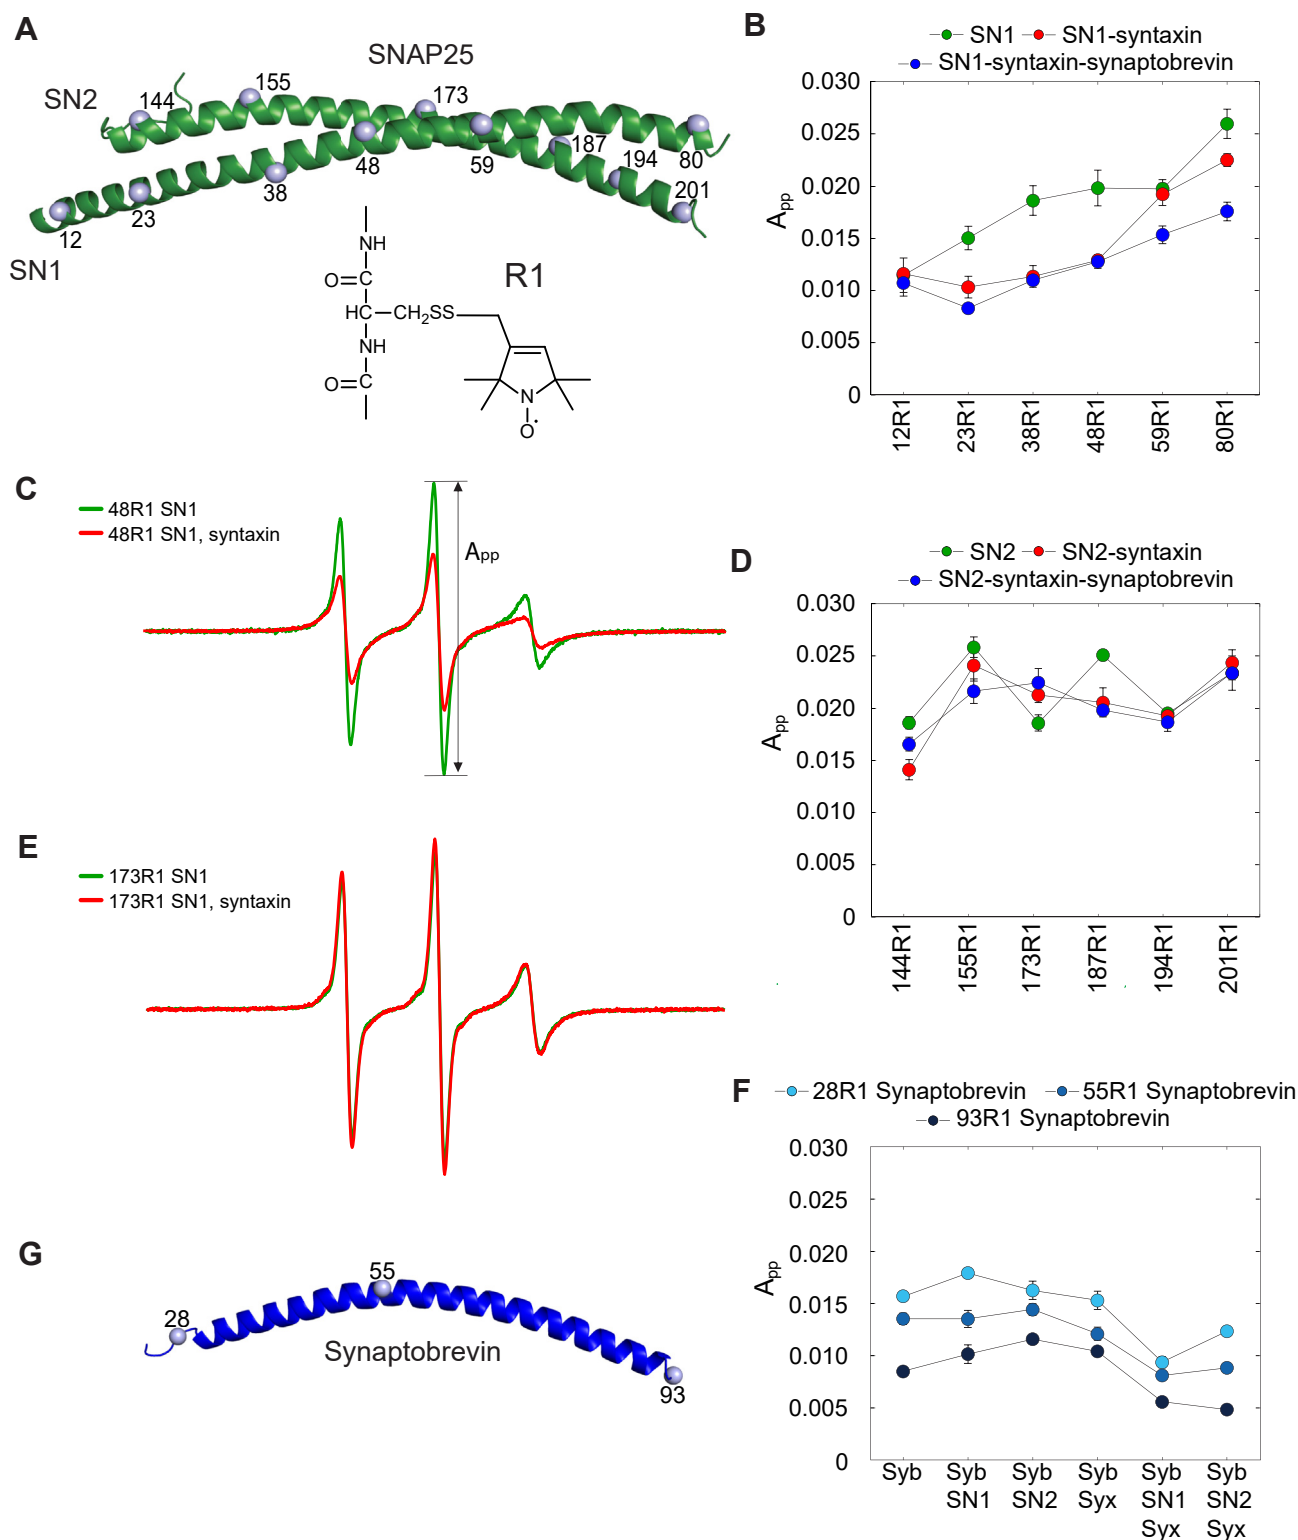 A
SNAP25
SN2
144
155
173
48
59
187
194
80
201
38
23
12
SN1
NH
O
C
R1
HC
CH2SS
NH
O
C
N
O·
B
SN1
SN1-syntaxin
SN1-syntaxin-synaptobrevin
App
0.030
0.025
0.020
0.015
0.010
0.005
0
12R1
23R1
38R1
48R1
59R1
80R1
C
48R1 SN1
48R1 SN1, syntaxin
App
D
SN2
SN2-syntaxin
SN2-syntaxin-synaptobrevin
App
0.030
0.025
0.020
0.015
0.010
0.005
0
144R1
155R1
173R1
187R1
194R1
201R1
E
173R1 SN1
173R1 SN1, syntaxin
F
28R1 Synaptobrevin
55R1 Synaptobrevin
93R1 Synaptobrevin
App
0.030
0.025
0.020
0.015
0.010
0.005
0
Syb
Syb SN1
Syb SN2
Syb Syx
Syb SN1 Syx
Syb SN2 Syx
G
28
55
Synaptobrevin
93